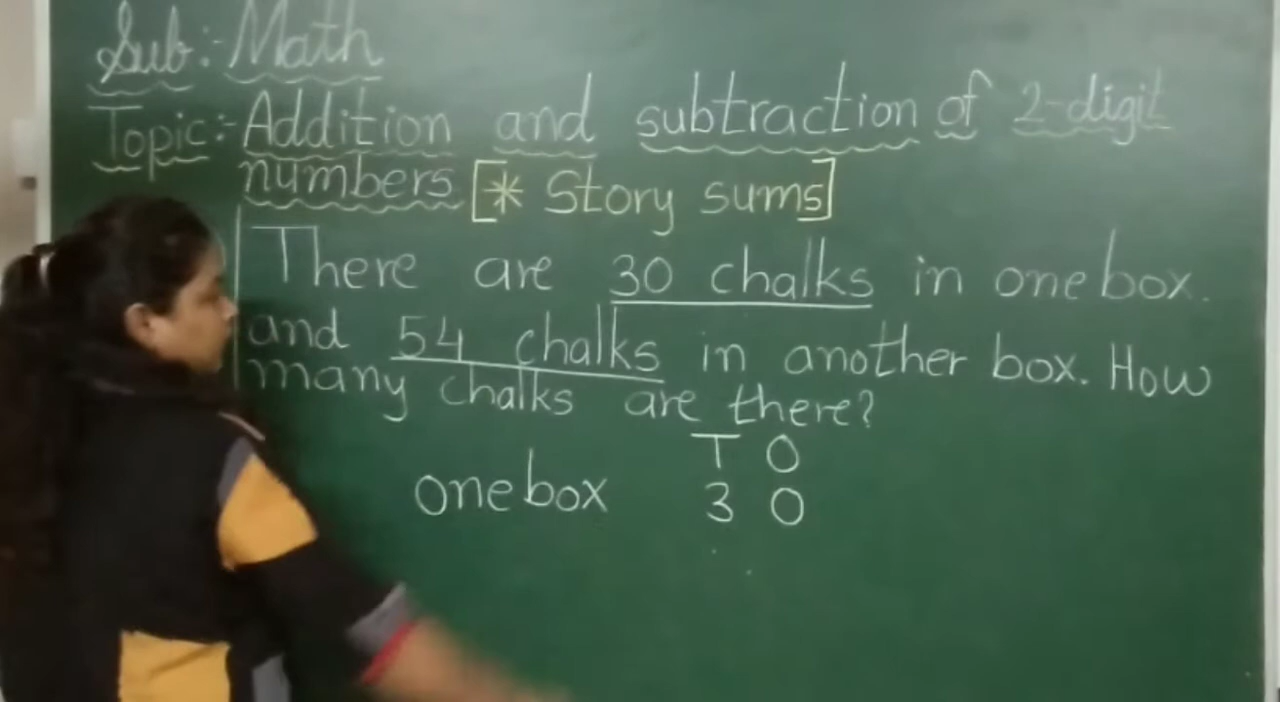 Sub:- Math
Topic:- Addition and subtraction of 2-digit
numbers [* Story sums]
There are 30 chalks in one box.
and 54 chalks in another box. How
many chalks are there?
T O
one box 3 0